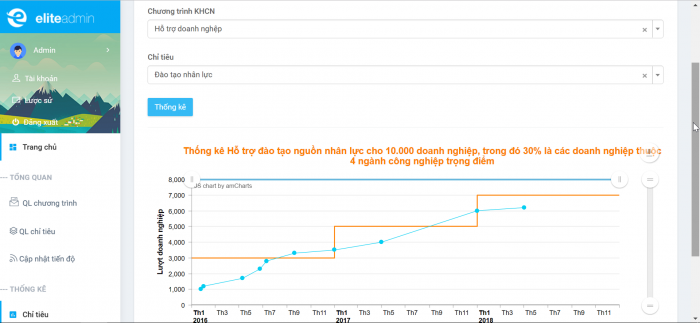 eliteadmin
Admin
Tài khoản
Lược sử
Đăng xuất
Trang chủ
TỔNG QUAN
QL chương trình
QL chỉ tiêu
Cập nhật tiến độ
THỐNG KÊ
Chỉ tiêu
Chương trình KHCN
Hỗ trợ doanh nghiệp
Chỉ tiêu
Đào tạo nhân lực
Thống kê
Thống kê Hỗ trợ đào tạo nguồn nhân lực cho 10.000 doanh nghiệp, trong đó 30% là các doanh nghiệp thuộc
4 ngành công nghiệp trọng điểm
JS chart by amCharts
Lượt doanh nghiệp
8,000
7,000
6,000
5,000
4,000
3,000
2,000
1,000
0
Th1 Th3 Th5 Th7 Th9 Th11 Th1 Th3 Th5 Th7 Th9 Th11 Th1 Th3 Th5 Th7 Th9 Th11
2016 2017 2018